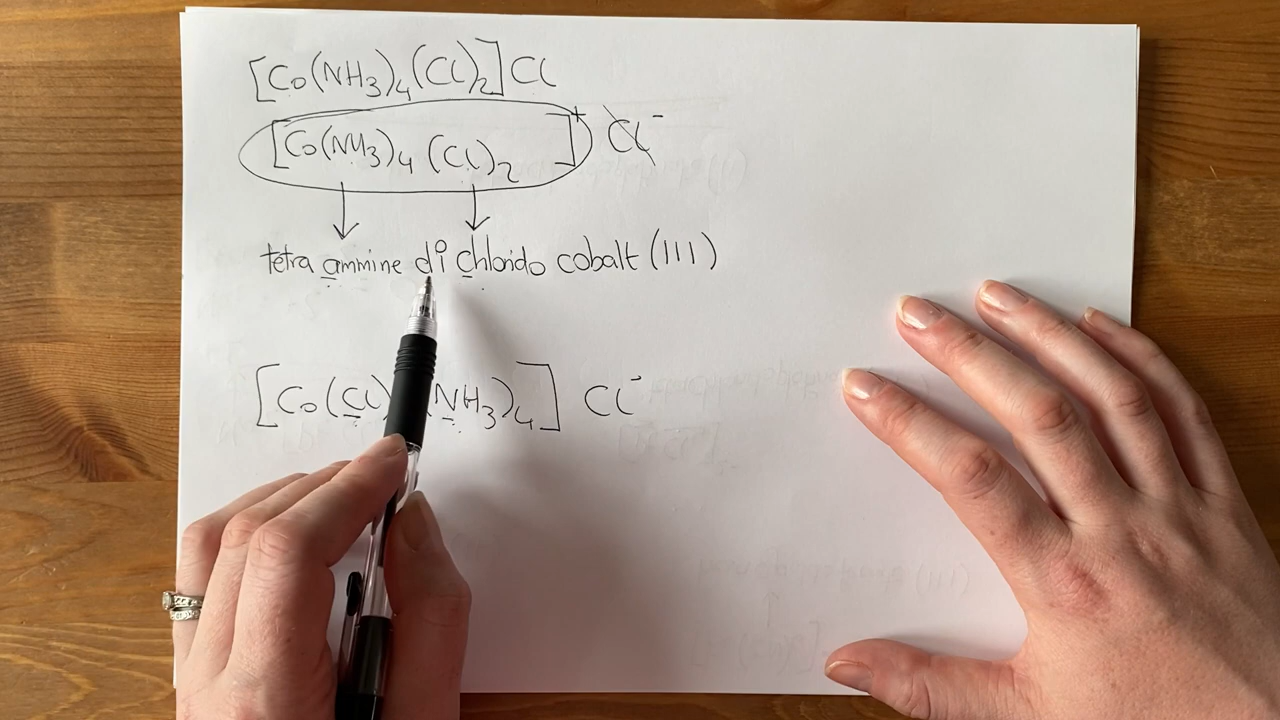 [Co(NH₃)₄(Cl)₂]Cl
[Co(NH₃)₄(Cl)₂]⁺ Cl⁻
tetra ammine di chlorido cobalt (III)
[Co(Cl) (NH₃)₄] Cl⁻